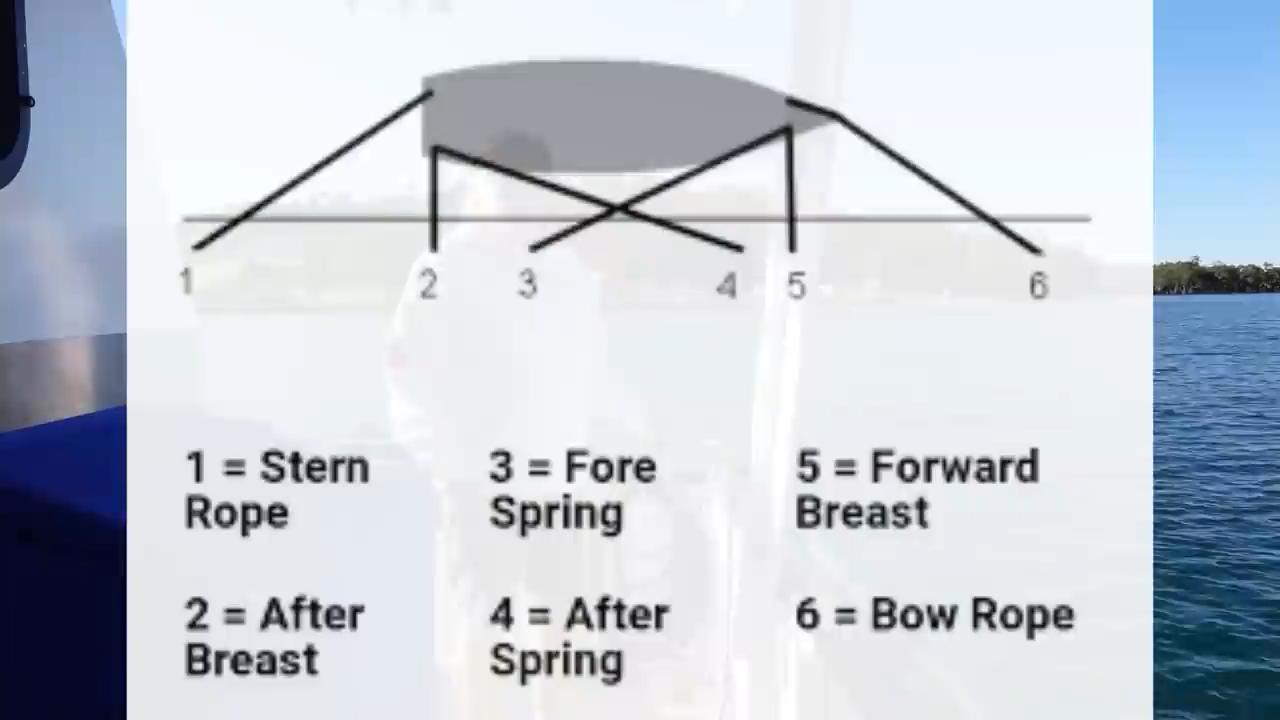 1 2 3 4 5 6
1 = Stern
Rope
3 = Fore
Spring
5 = Forward
Breast
2 = After
Breast
4 = After
Spring
6 = Bow Rope